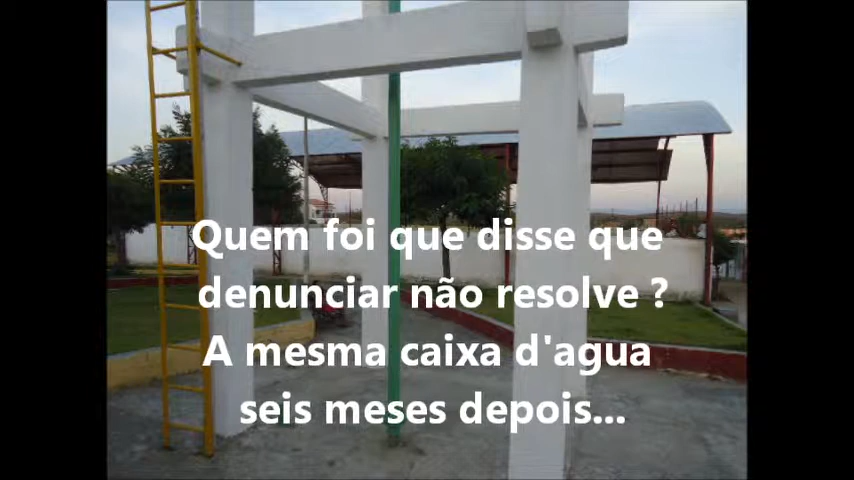 Quem foi que disse que
denunciar não resolve ?
A mesma caixa d'agua
seis meses depois...